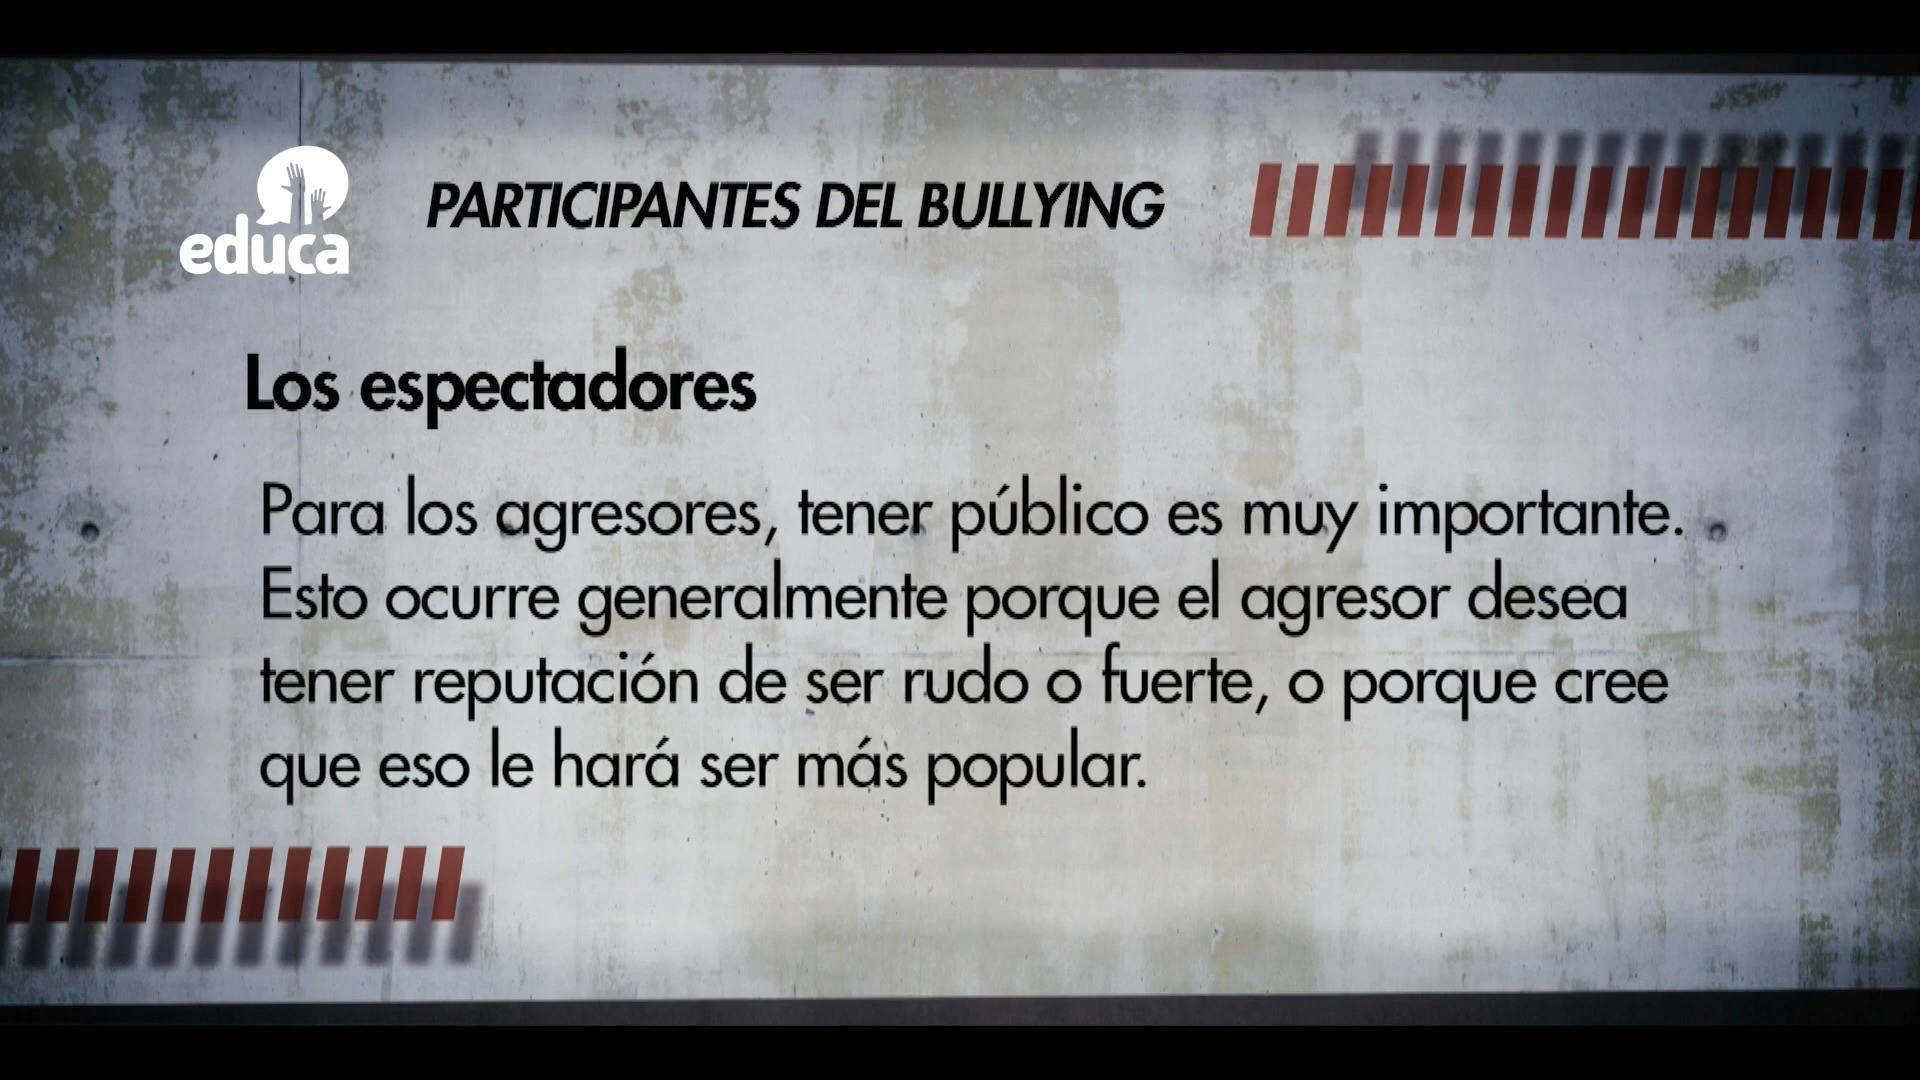 educa
PARTICIPANTES DEL BULLYING
Los espectadores
Para los agresores, tener público es muy importante.
Esto ocurre generalmente porque el agresor desea
tener reputación de ser rudo o fuerte, o porque cree
que eso le hará ser más popular.